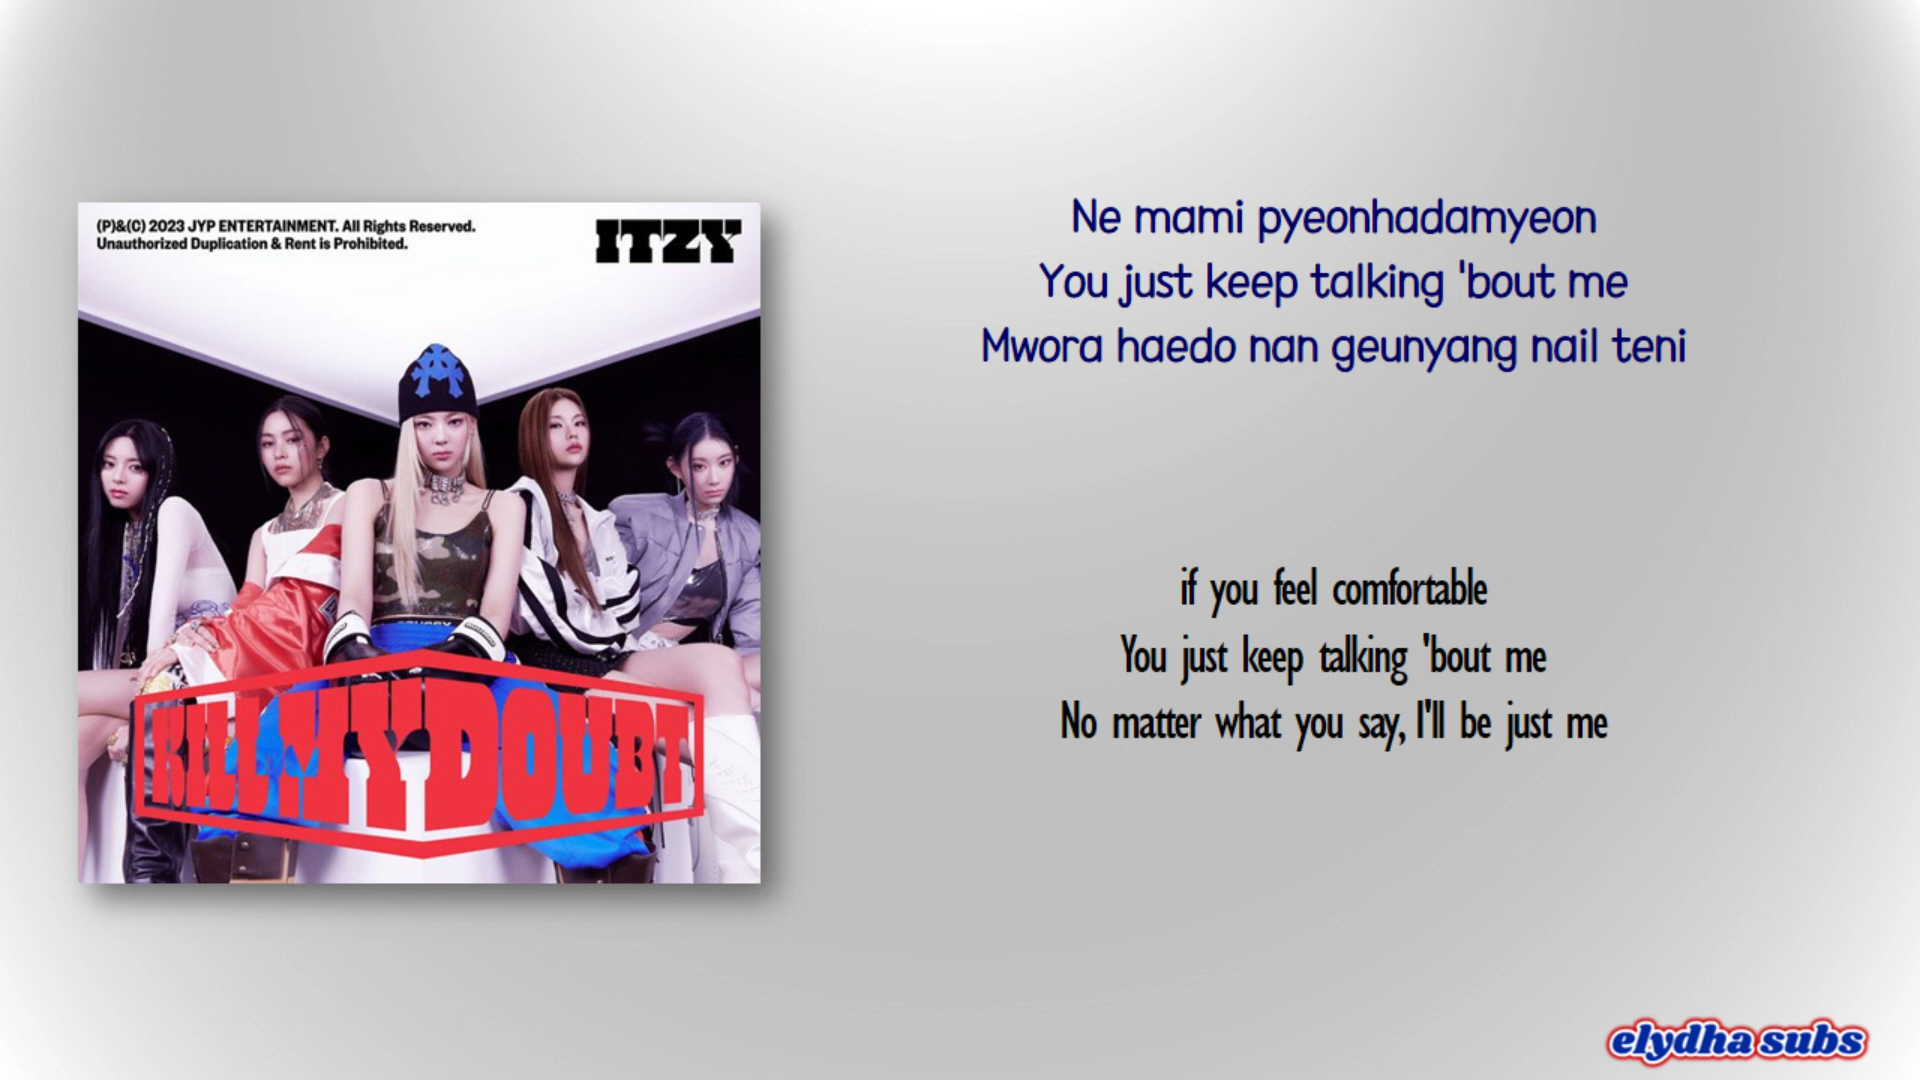 (P)&(C) 2023 JYP ENTERTAINMENT. All Rights Reserved.
Unauthorized Duplication & Rent is Prohibited.
ITZY
KILL MY DOUBT
Ne mami pyeonhadamyeon
You just keep talking 'bout me
Mwora haedo nan geunyang nail teni
if you feel comfortable
You just keep talking 'bout me
No matter what you say, I'll be just me
elydha subs